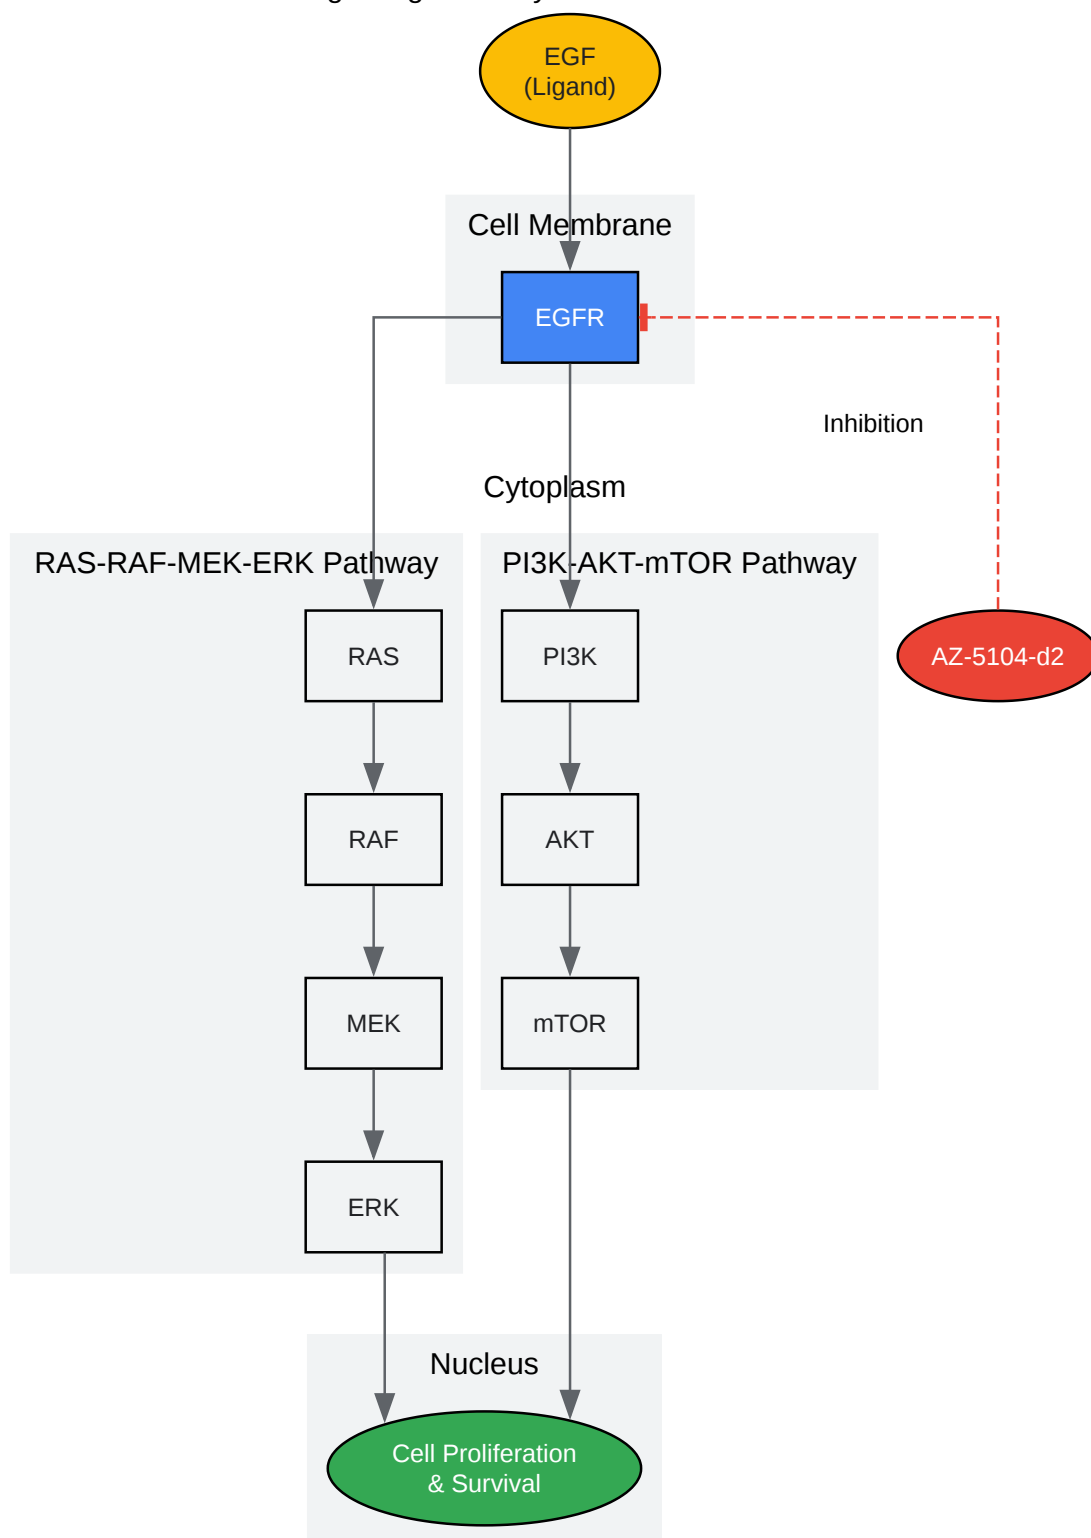 EGF
(Ligand)
Cell Membrane
EGFR
Inhibition
Cytoplasm
RAS-RAF-MEK-ERK Pathway
PI3K-AKT-mTOR Pathway
RAS
PI3K
AZ-5104-d2
RAF
AKT
MEK
mTOR
ERK
Nucleus
Cell Proliferation
& Survival